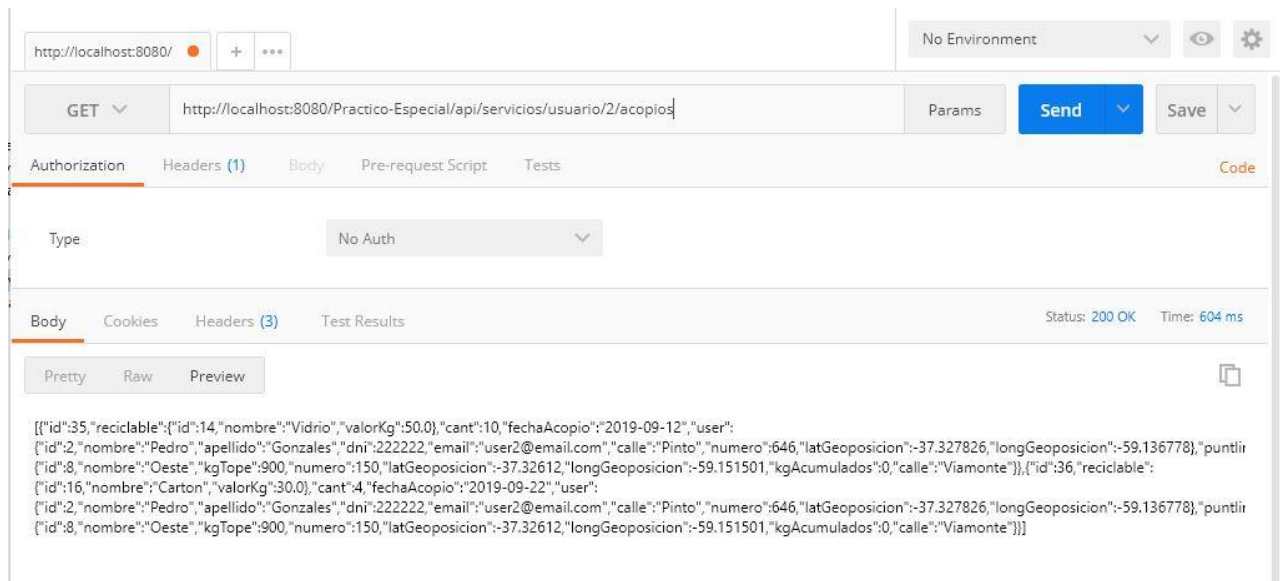 http://localhost:8080/
+
No Environment
GET
http://localhost:8080/Practico-Especial/api/servicios/usuario/2/acopios
Params
Send
Save
Authorization
Headers (1)
Body
Pre-request Script
Tests
Code
Type
No Auth
Body
Cookies
Headers (3)
Test Results
Status: 200 OK
Time: 604 ms
Pretty
Raw
Preview
[{"id":35,"reciclable":{"id":14,"nombre":"Vidrio","valorKg":50.0},"cant":10,"fechaAcopio":"2019-09-12","user":
{"id":2,"nombre":"Pedro","apellido":"Gonzales","dni":222222,"email":"user2@email.com","calle":"Pinto","numero":646,"latGeoposicion":-37.327826,"longGeoposicion":-59.136778},"puntlir
{"id":8,"nombre":"Oeste","kgTope":900,"numero":150,"latGeoposicion":-37.32612,"longGeoposicion":-59.151501,"kgAcumulados":0,"calle":"Viamonte"}},{"id":36,"reciclable":
{"id":16,"nombre":"Carton","valorKg":30.0},"cant":4,"fechaAcopio":"2019-09-22","user":
{"id":2,"nombre":"Pedro","apellido":"Gonzales","dni":222222,"email":"user2@email.com","calle":"Pinto","numero":646,"latGeoposicion":-37.327826,"longGeoposicion":-59.136778},"puntlir
{"id":8,"nombre":"Oeste","kgTope":900,"numero":150,"latGeoposicion":-37.32612,"longGeoposicion":-59.151501,"kgAcumulados":0,"calle":"Viamonte"}}]